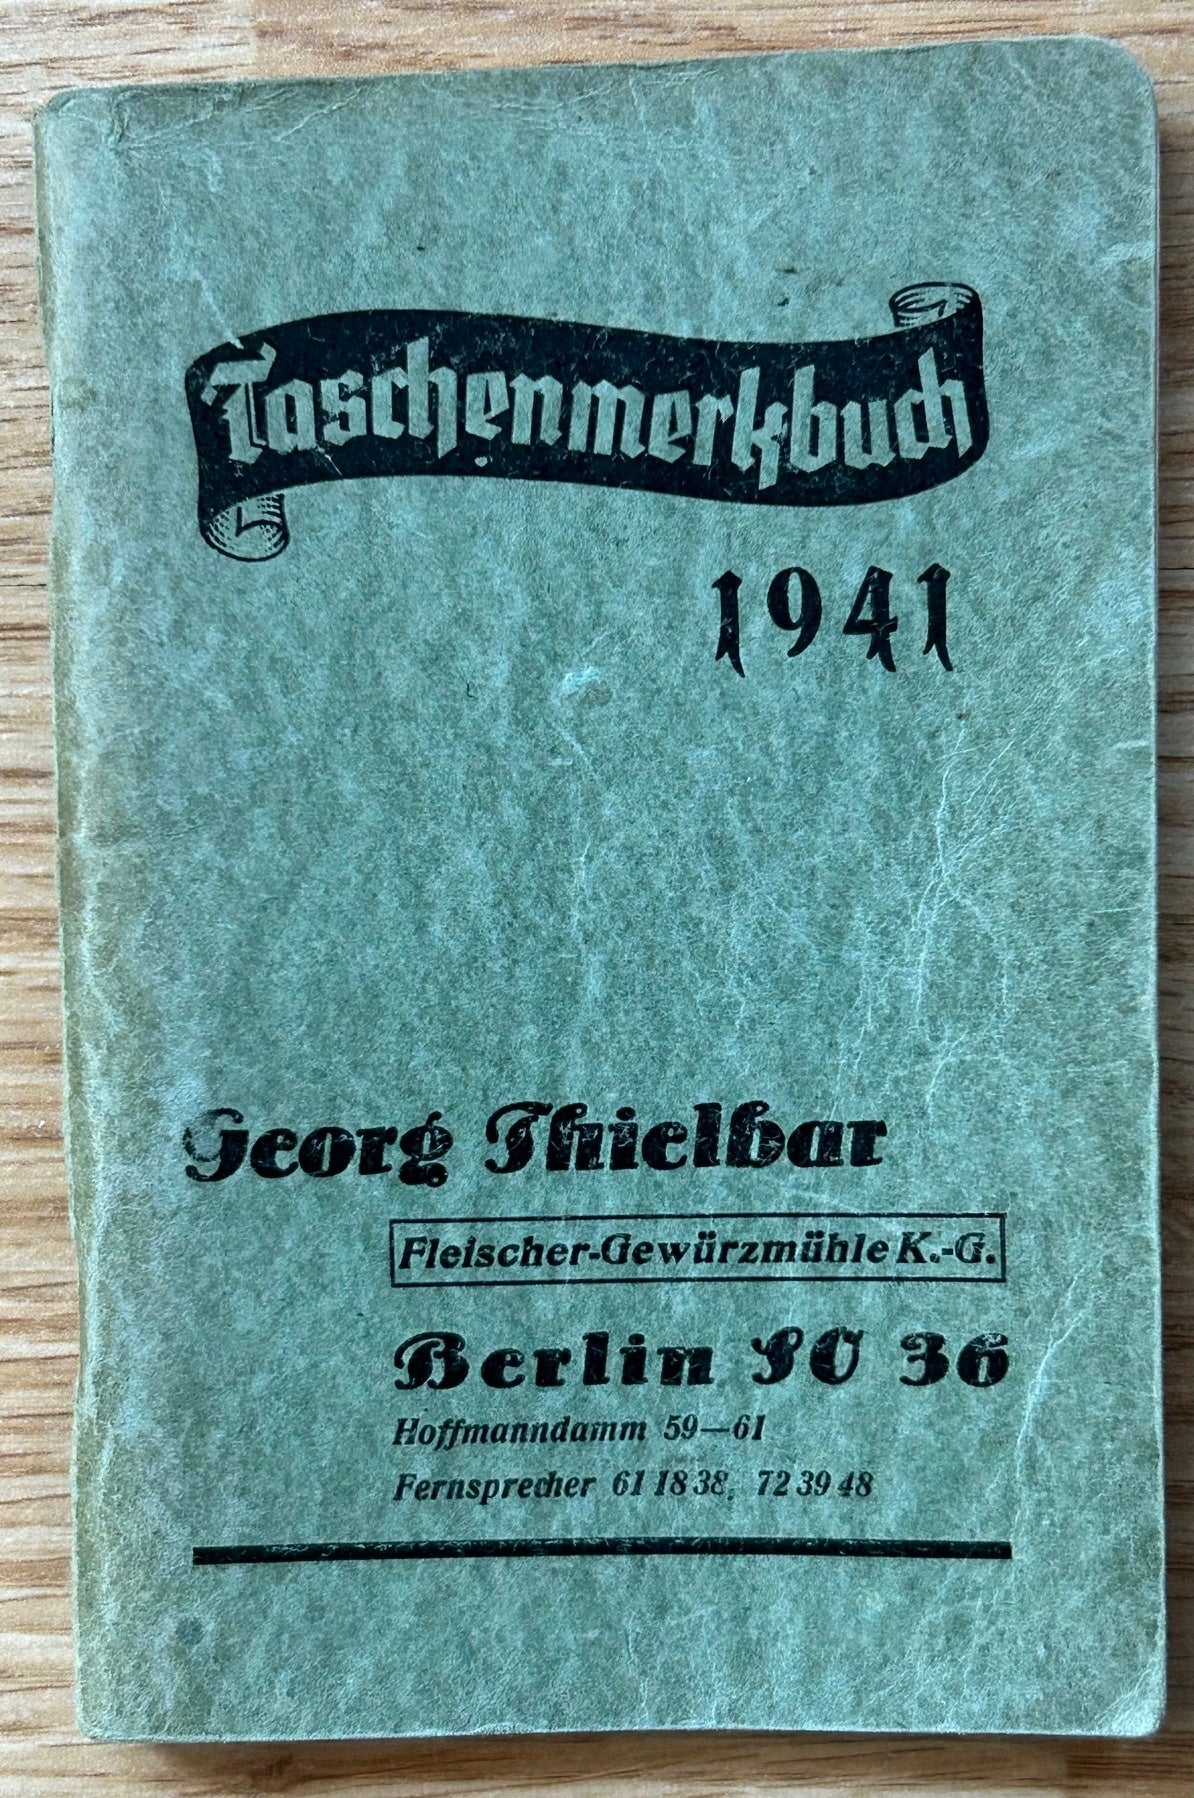 Taschenmerkbuch
1941
Georg Thielbar
Fleischer-Gewürzmühle K.-G.
Berlin SO 36
Hoffmanndamm 59—61
Fernsprecher 61 18 38, 72 39 48